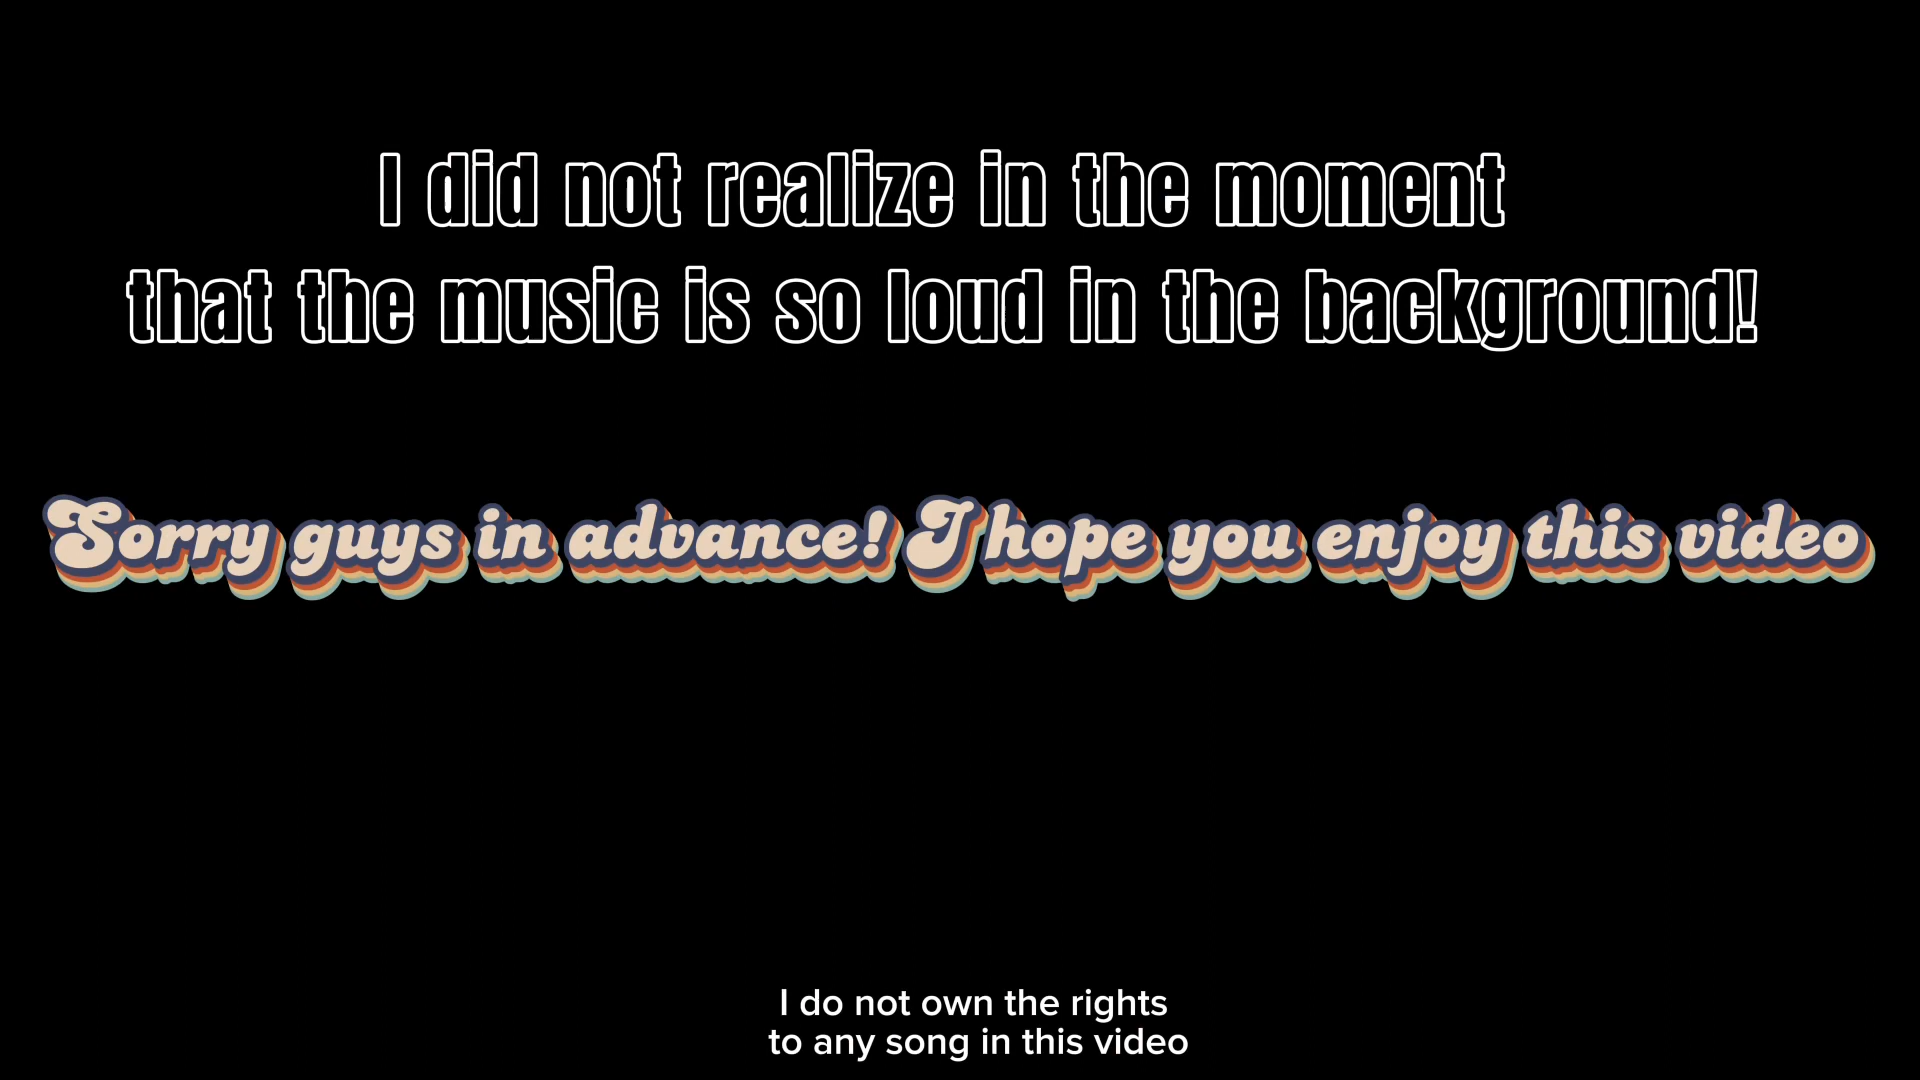 I did not realize in the moment
that the music is so loud in the background!
Sorry guys in advance! I hope you enjoy this video
I do not own the rights
to any song in this video